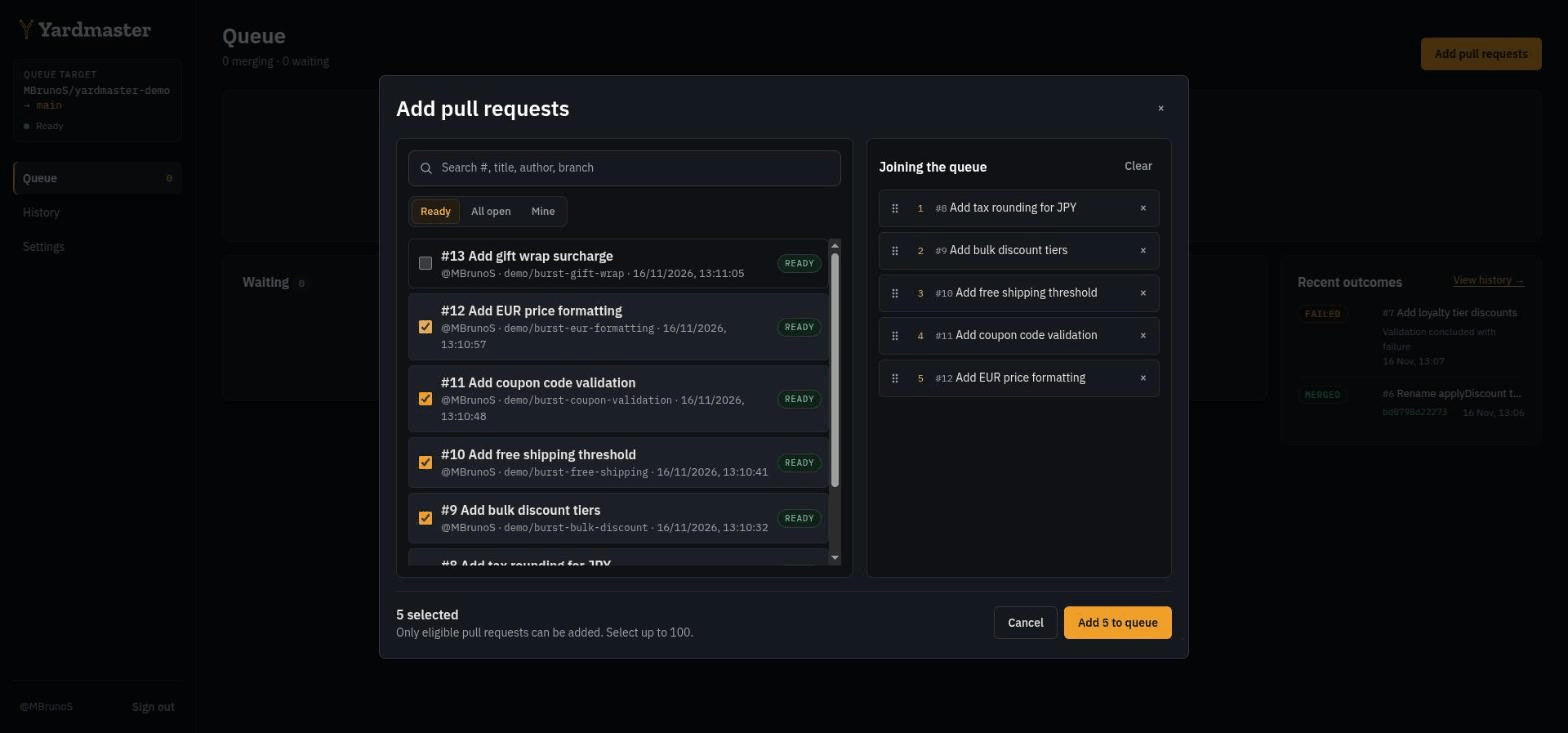 Yardmaster
QUEUE TARGET
MBrunoS/yardmaster-demo
→ main
Ready
Queue 0
History
Settings
@MBrunoS Sign out
Queue
0 merging · 0 waiting
Add pull requests
Waiting 0
Recent outcomes View history →
FAILED #7 Add loyalty tier discounts
Validation concluded with
failure
16 Nov, 13:07
MERGED #6 Rename applyDiscount t…
bd0798d22273 16 Nov, 13:06
Add pull requests ×
Search #, title, author, branch
Ready All open Mine
#13 Add gift wrap surcharge
@MBrunoS · demo/burst-gift-wrap · 16/11/2026, 13:11:05
READY
#12 Add EUR price formatting
@MBrunoS · demo/burst-eur-formatting · 16/11/2026,
13:10:57
READY
#11 Add coupon code validation
@MBrunoS · demo/burst-coupon-validation · 16/11/2026,
13:10:48
READY
#10 Add free shipping threshold
@MBrunoS · demo/burst-free-shipping · 16/11/2026, 13:10:41
READY
#9 Add bulk discount tiers
@MBrunoS · demo/burst-bulk-discount · 16/11/2026, 13:10:32
READY
#8 Add tax rounding for JPY
Joining the queue Clear
1 #8 Add tax rounding for JPY ×
2 #9 Add bulk discount tiers ×
3 #10 Add free shipping threshold ×
4 #11 Add coupon code validation ×
5 #12 Add EUR price formatting ×
5 selected
Only eligible pull requests can be added. Select up to 100.
Cancel Add 5 to queue